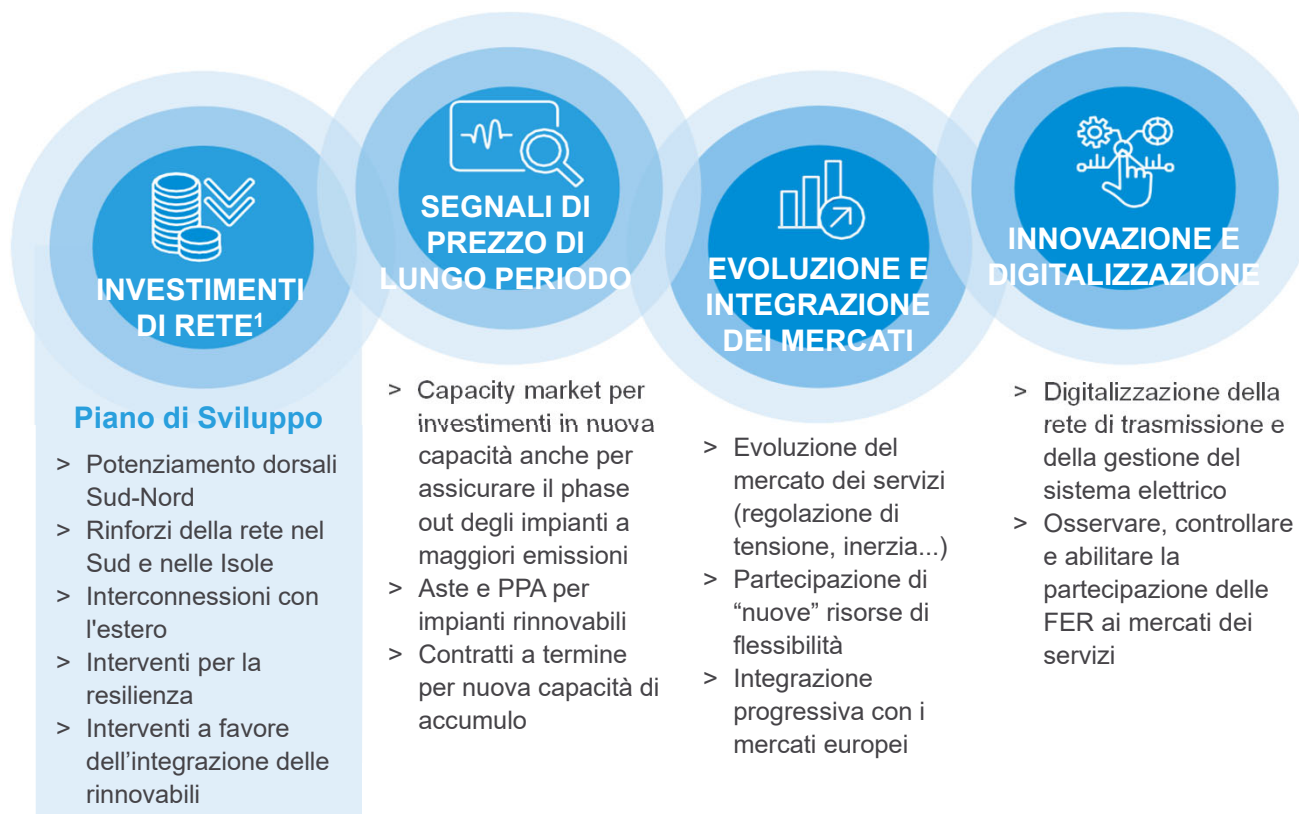 INVESTIMENTI
DI RETE¹
Piano di Sviluppo
> Potenziamento dorsali
Sud-Nord
> Rinforzi della rete nel
Sud e nelle Isole
> Interconnessioni con
l'estero
> Interventi per la
resilienza
> Interventi a favore
dell’integrazione delle
rinnovabili
SEGNALI DI
PREZZO DI
LUNGO PERIODO
> Capacity market per
investimenti in nuova
capacità anche per
assicurare il phase
out degli impianti a
maggiori emissioni
> Aste e PPA per
impianti rinnovabili
> Contratti a termine
per nuova capacità di
accumulo
EVOLUZIONE E
INTEGRAZIONE
DEI MERCATI
> Evoluzione del
mercato dei servizi
(regolazione di
tensione, inerzia...)
> Partecipazione di
“nuove” risorse di
flessibilità
> Integrazione
progressiva con i
mercati europei
INNOVAZIONE E
DIGITALIZZAZIONE
> Digitalizzazione della
rete di trasmissione e
della gestione del
sistema elettrico
> Osservare, controllare
e abilitare la
partecipazione delle
FER ai mercati dei
servizi